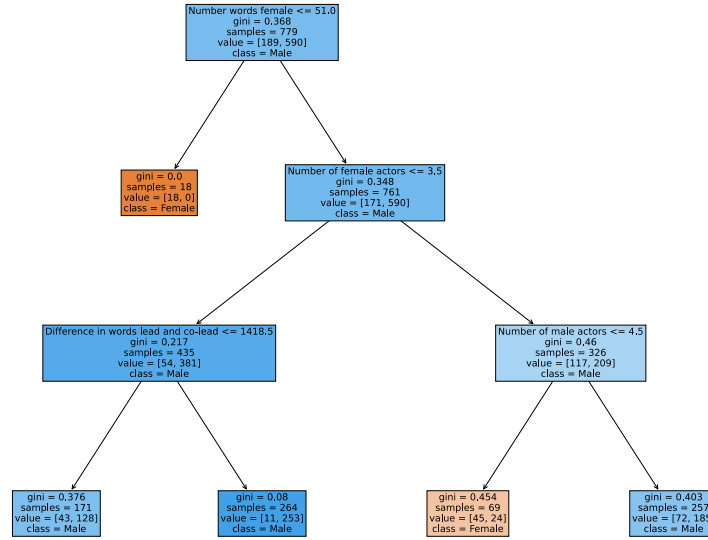 Number words female <= 51.0
gini = 0.368
samples = 779
value = [189, 590]
class = Male
gini = 0.0
samples = 18
value = [18, 0]
class = Female
Number of female actors <= 3.5
gini = 0.348
samples = 761
value = [171, 590]
class = Male
Difference in words lead and co-lead <= 1418.5
gini = 0.217
samples = 435
value = [54, 381]
class = Male
Number of male actors <= 4.5
gini = 0.46
samples = 326
value = [117, 209]
class = Male
gini = 0.376
samples = 171
value = [43, 128]
class = Male
gini = 0.08
samples = 264
value = [11, 253]
class = Male
gini = 0.454
samples = 69
value = [45, 24]
class = Female
gini = 0.403
samples = 257
value = [72, 185]
class = Male